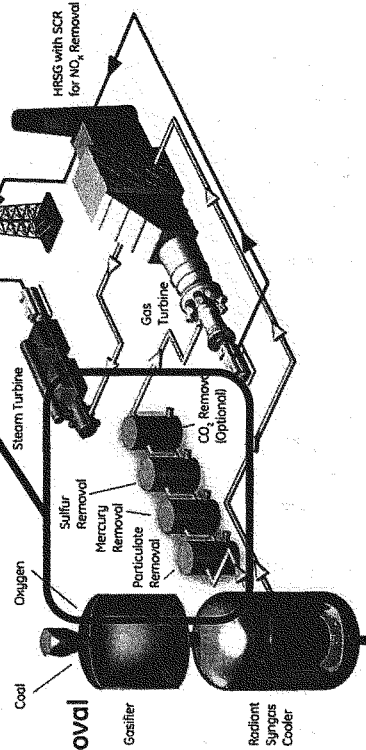 oval
Coal
Oxygen
Gasifier
Radiant
Syngas
Cooler
Particulate
Removal
Mercury
Removal
Sulfur
Removal
CO₂ Removal
(Optional)
Steam Turbine
Gas
Turbine
HRSG with SCR
for NOₓ Removal